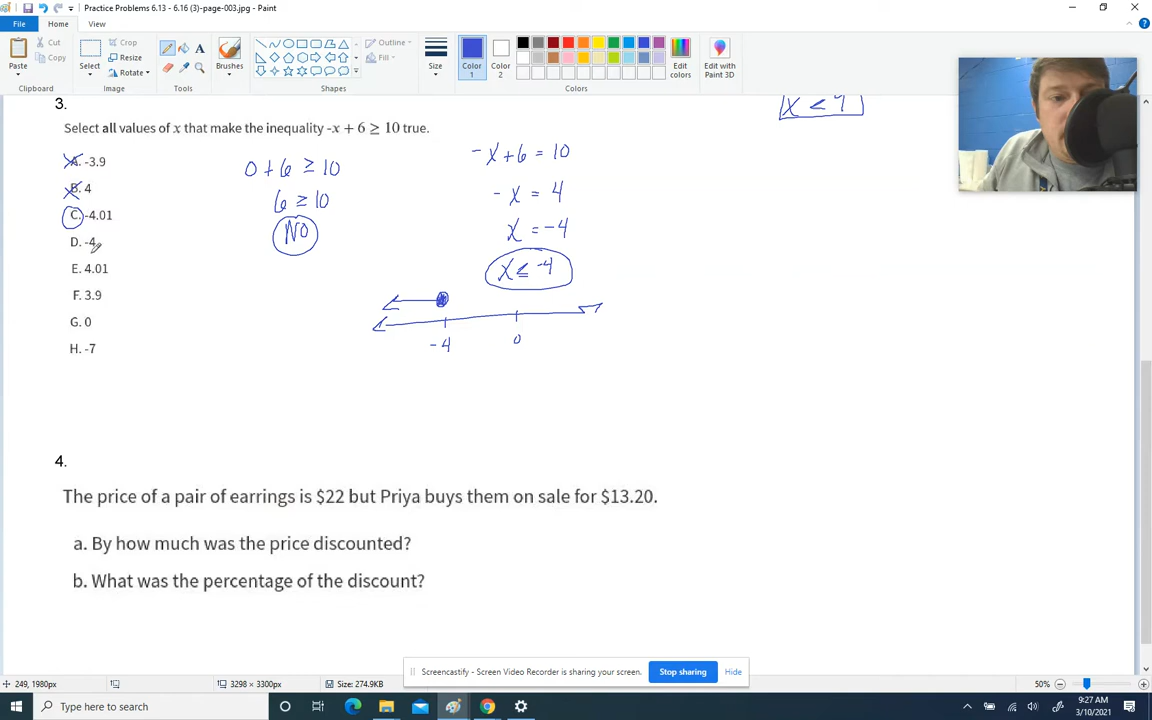 Practice Problems 6.13 - 6.16 (3)-page-003.jpg - Paint
File Home View
Paste Cut Copy Clipboard
Select Crop Resize Rotate Image
Tools
Brushes
Outline Fill Shapes
Size
Color 1 Color 2 Edit colors Colors
Edit with Paint 3D
3.
x < 9
Select all values of x that make the inequality -x + 6 ≥ 10 true.
A. -3.9
B. 4
C. -4.01
D. -4
E. 4.01
F. 3.9
G. 0
H. -7
0 + 6 ≥ 10
6 ≥ 10
NO
-x + 6 = 10
-x = 4
x = -4
x ≤ -4
-4 0
4.
The price of a pair of earrings is $22 but Priya buys them on sale for $13.20.
a. By how much was the price discounted?
b. What was the percentage of the discount?
Screencastify - Screen Video Recorder is sharing your screen. Stop sharing Hide
249, 1980px 3298 × 3300px Size: 274.9KB 50%
Type here to search
9:27 AM
3/10/2021